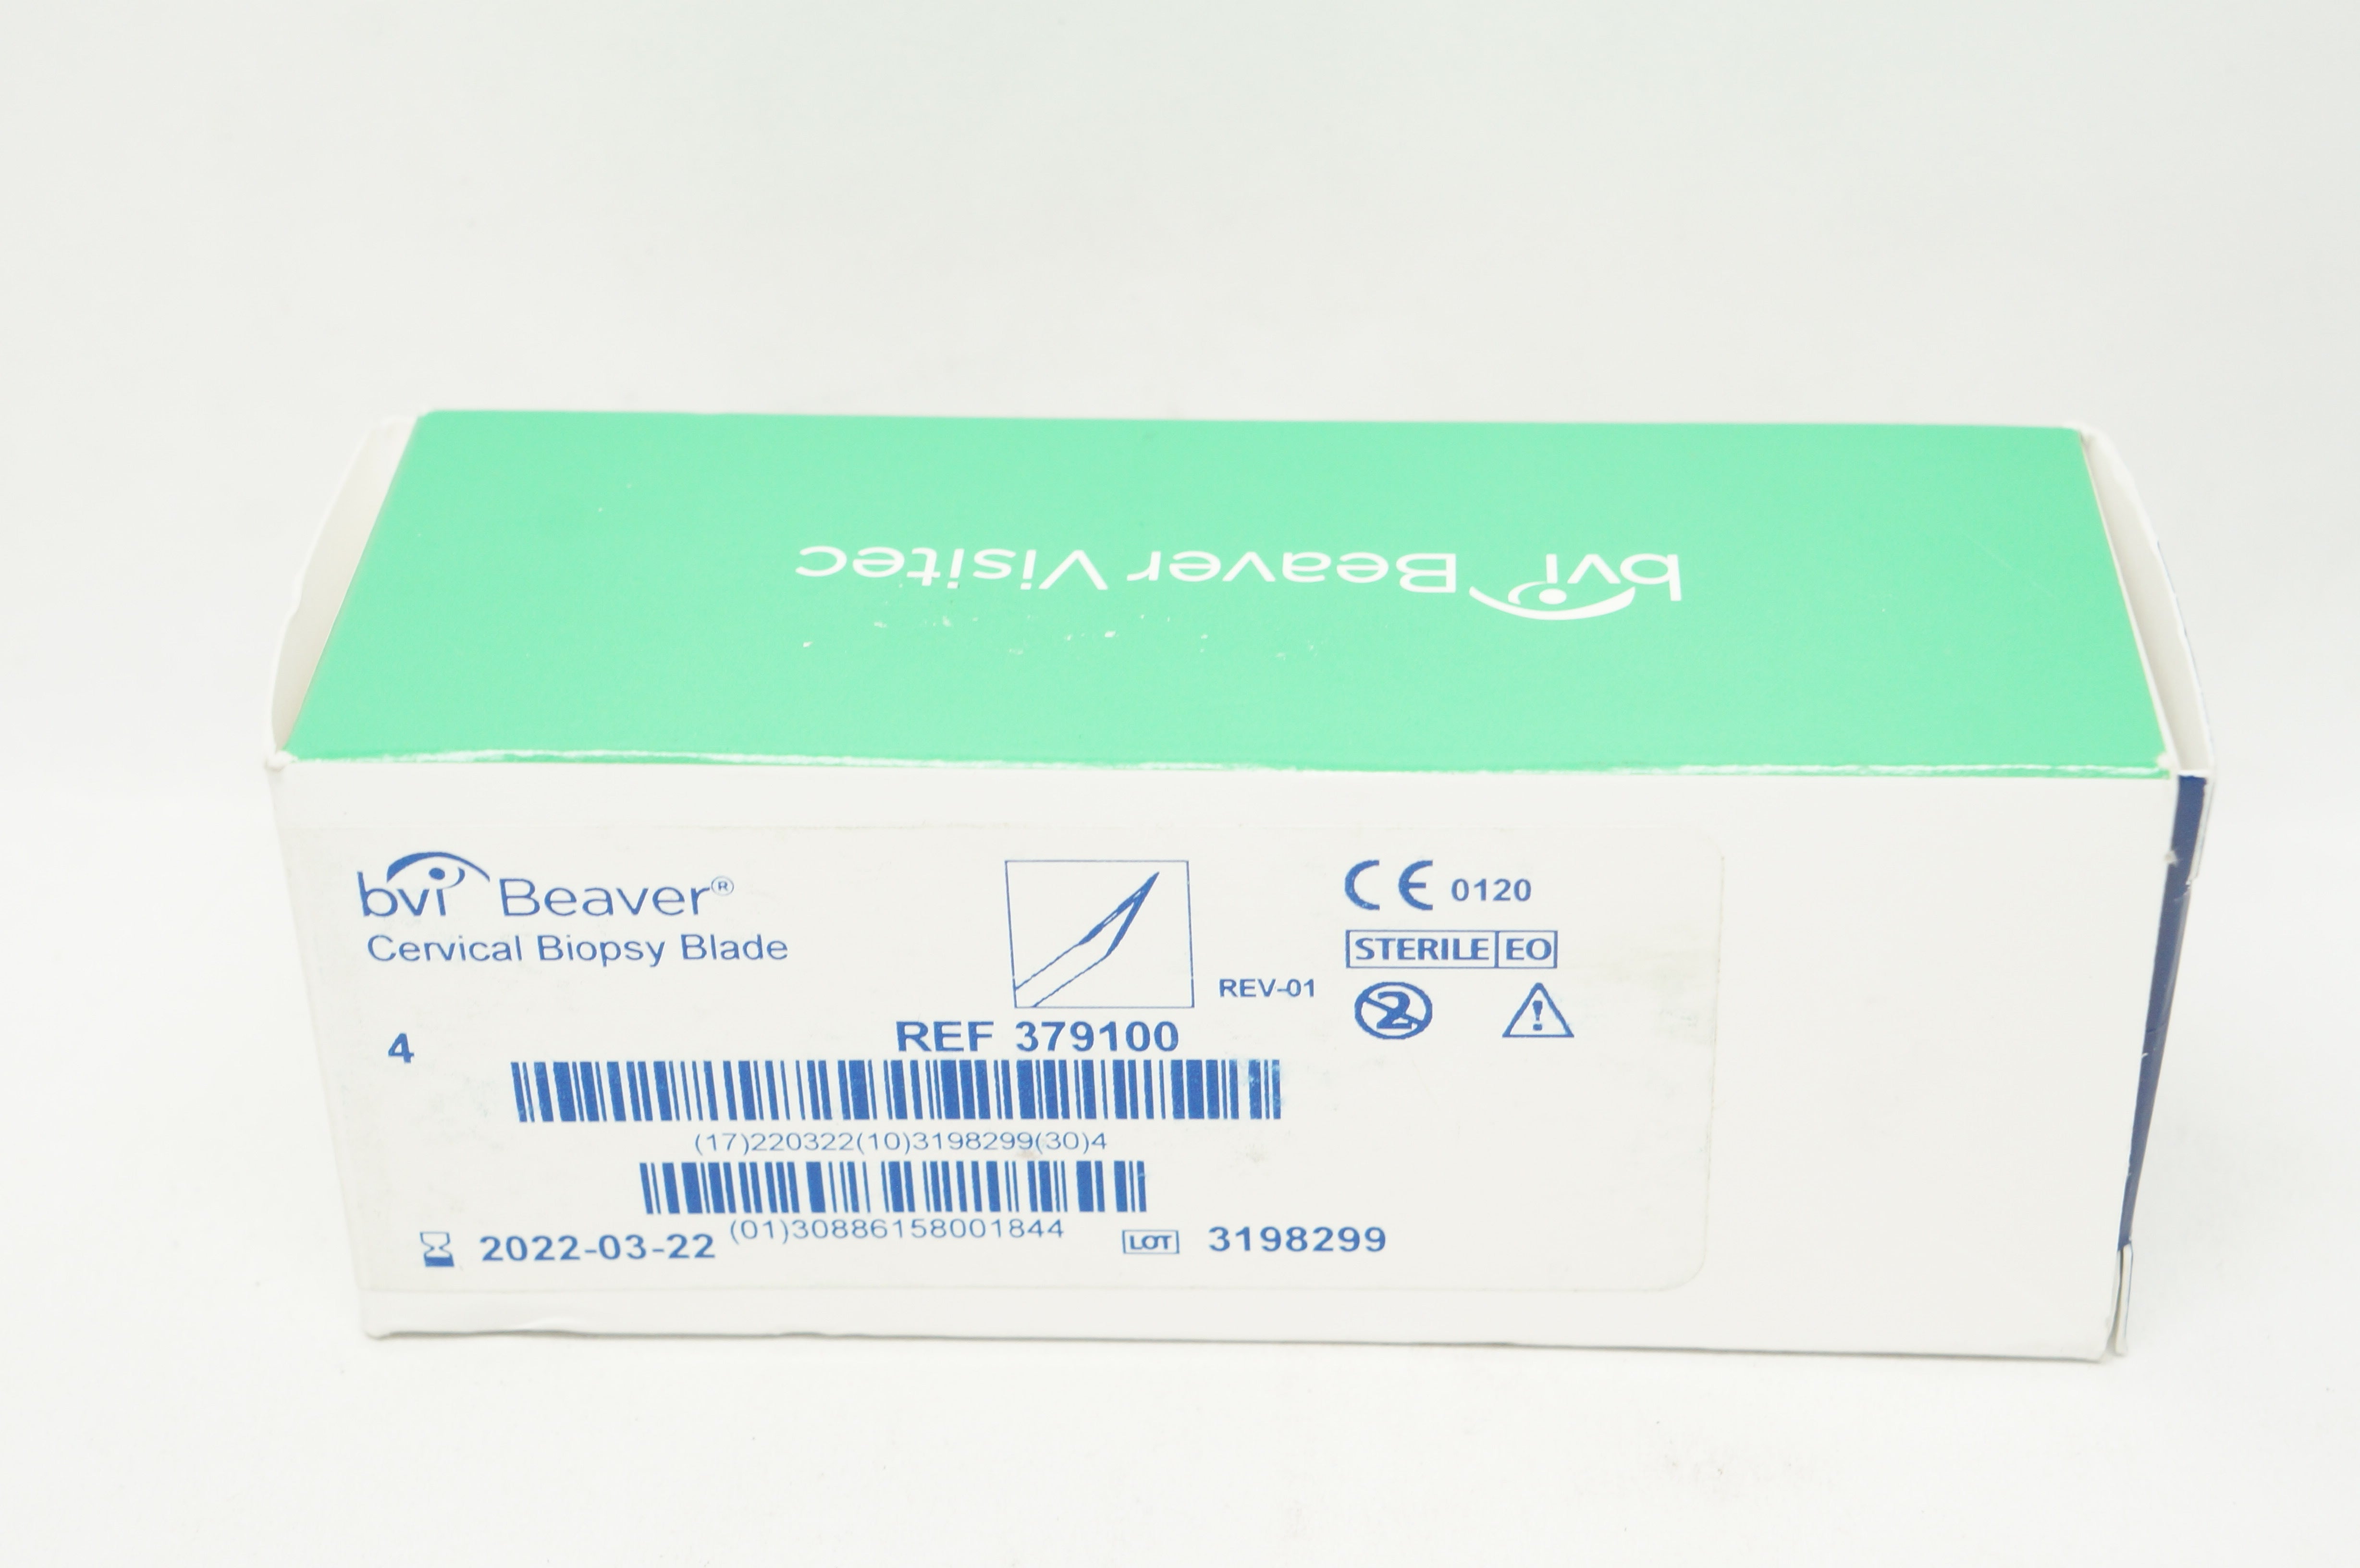 bvi Beaver Visitec
bvi Beaver®
Cervical Biopsy Blade
REV-01
CE 0120
STERILE EO
2
!
4
REF 379100
(17)220322(10)3198299(30)4
(01)30886158001844
2022-03-22
LOT 3198299